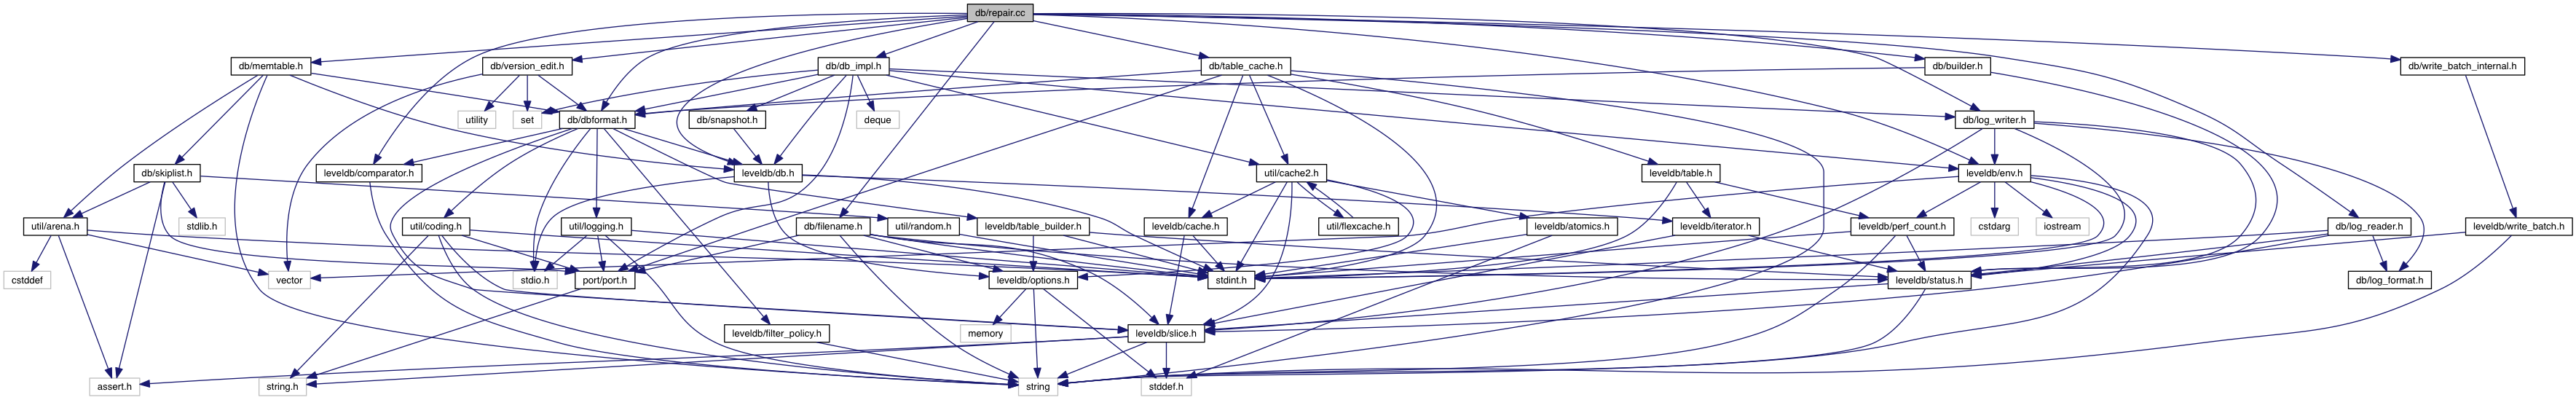 db/repair.cc
db/memtable.h
db/version_edit.h
db/db_impl.h
db/table_cache.h
db/builder.h
db/write_batch_internal.h
utility
set
db/dbformat.h
db/snapshot.h
deque
db/log_writer.h
db/skiplist.h
leveldb/comparator.h
leveldb/db.h
util/cache2.h
leveldb/table.h
leveldb/env.h
util/arena.h
stdlib.h
util/coding.h
util/logging.h
db/filename.h
util/random.h
leveldb/table_builder.h
leveldb/cache.h
util/flexcache.h
leveldb/atomics.h
leveldb/iterator.h
leveldb/perf_count.h
cstdarg
iostream
db/log_reader.h
leveldb/write_batch.h
cstddef
vector
stdio.h
port/port.h
leveldb/options.h
stdint.h
leveldb/status.h
db/log_format.h
leveldb/filter_policy.h
memory
leveldb/slice.h
assert.h
string.h
string
stddef.h